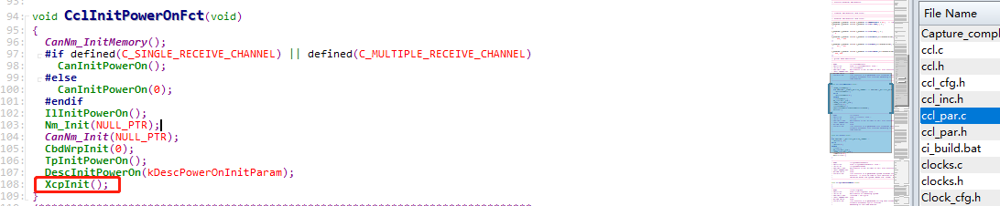 94: void CclInitPowerOnFct(void)
95: {
96: CanNm_InitMemory();
97: #if defined(C_SINGLE_RECEIVE_CHANNEL) || defined(C_MULTIPLE_RECEIVE_CHANNEL)
98: CanInitPowerOn();
99: #else
100: CanInitPowerOn(0);
101: #endif
102: IlInitPowerOn();
103: Nm_Init(NULL_PTR);
104: CanNm_Init(NULL_PTR);
105: CbdWrpInit(0);
106: TpInitPowerOn();
107: DescInitPowerOn(kDescPowerOnInitParam);
108: XcpInit();
109: }
File Name
Capture_compl
ccl.c
ccl.h
ccl_cfg.h
ccl_inc.h
ccl_par.c
ccl_par.h
ci_build.bat
clocks.c
clocks.h
Clock_cfg.h